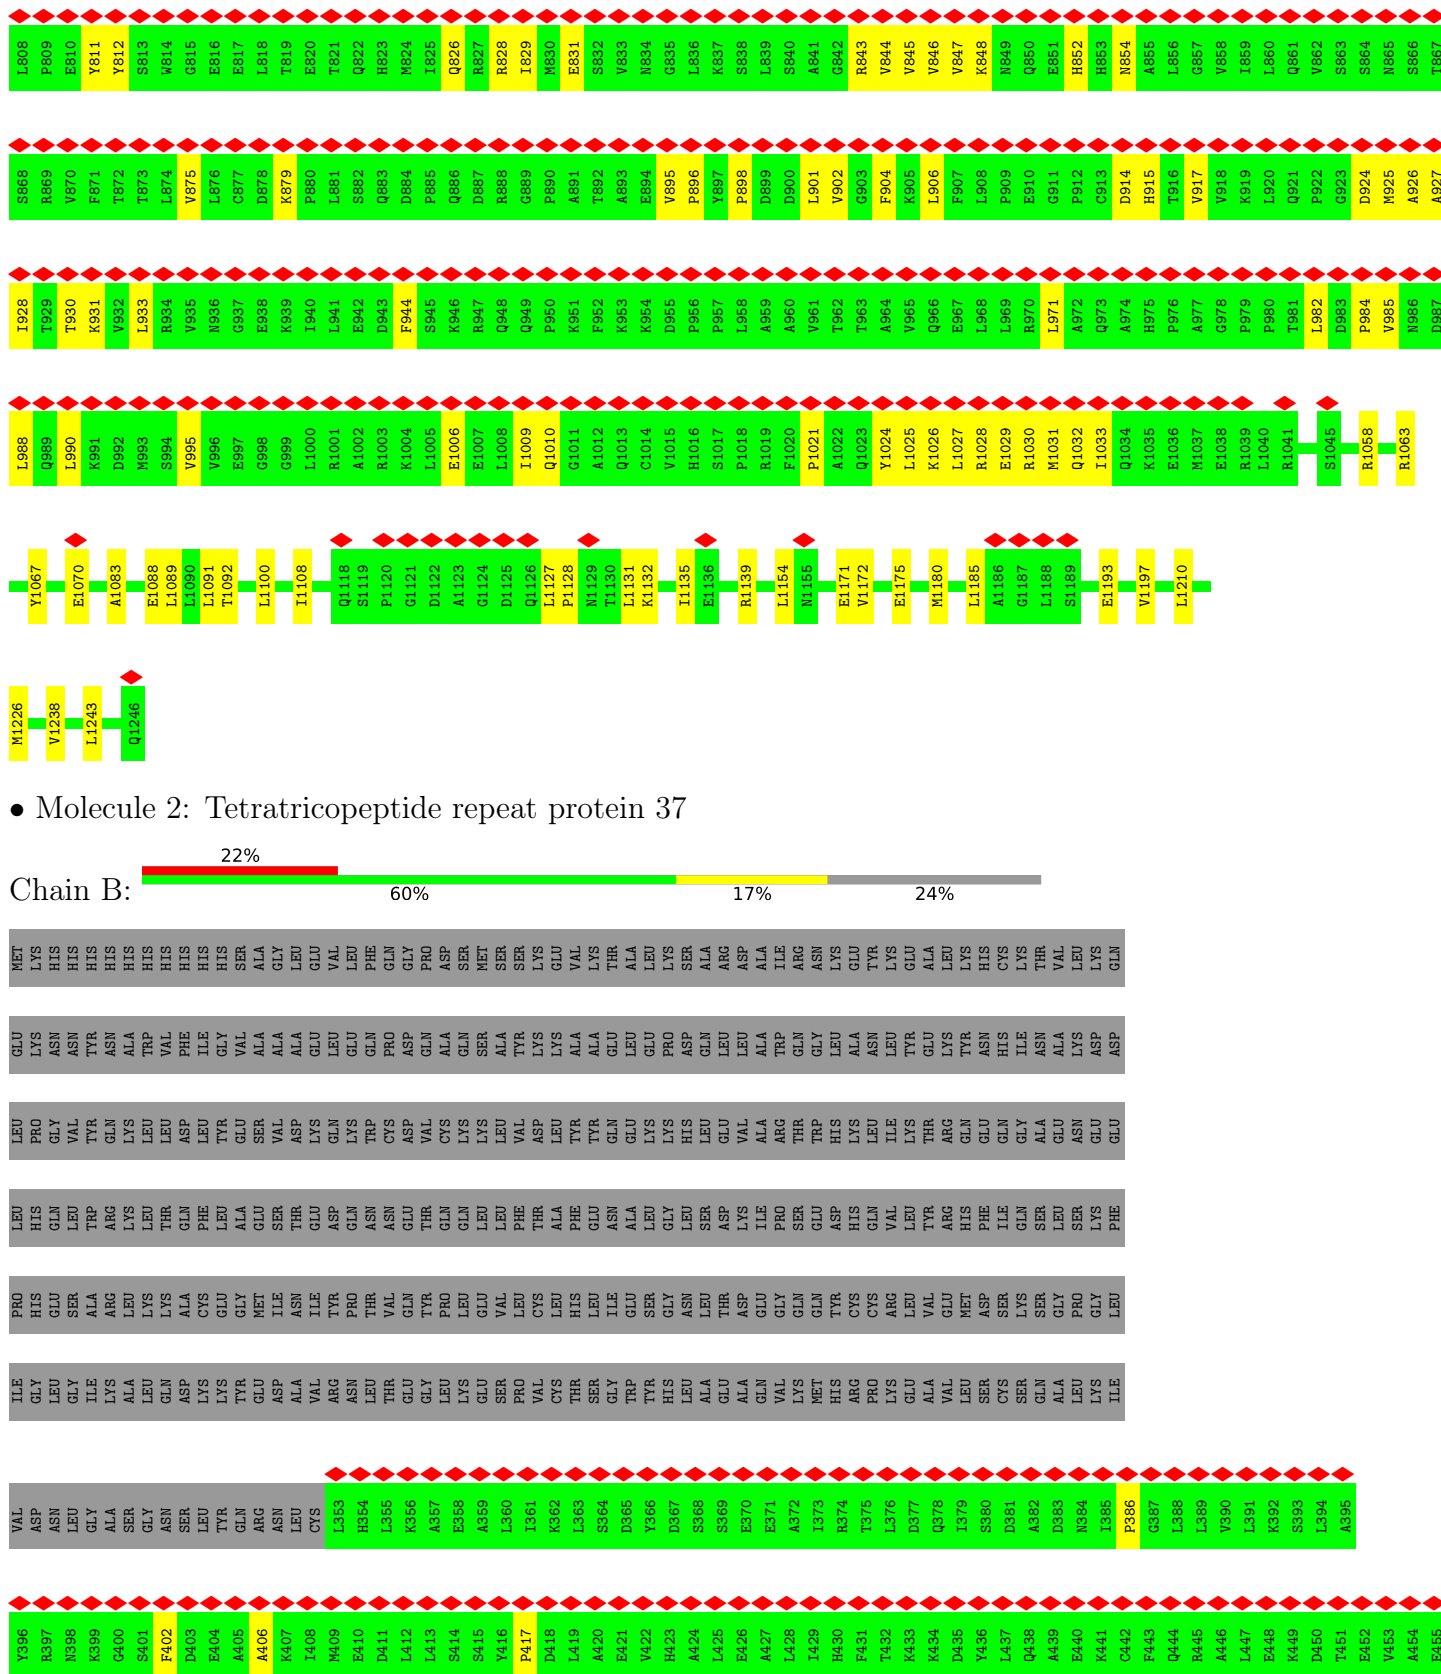 L808 P809 E810 Y811 Y812 S813 W814 G815 E816 E817 L818 T819 E820 T821 Q822 H823 M824 I825 Q826 R827 R828 I829 M830 E831 S832 V833 N834 G835 L836 K837 S838 L839 S840 A841 G842 R843 V844 V845 V846 V847 K848 N849 Q850 E851 H852 H853 N854 A855 L856 G857 V858 I859 L860 Q861 V862 S863 S864 N865 S866 T867
S868 R869 V870 F871 T872 T873 L874 V875 L876 C877 D878 K879 P880 L881 S882 Q883 D884 P885 Q886 D887 R888 G889 P890 A891 T892 A893 E894 V895 P896 Y897 P898 D899 D900 L901 V902 G903 F904 K905 L906 F907 L908 P909 E910 G911 P912 C913 D914 H915 T916 V917 V918 K919 L920 Q921 P922 G923 D924 M925 A926 A927
I928 T929 T930 K931 V932 L933 R934 V935 N936 G937 E938 K939 I940 L941 E942 D943 F944 S945 K946 R947 Q948 Q949 P950 K951 F952 K953 K954 D955 P956 P957 L958 A959 A960 V961 T962 T963 A964 V965 Q966 E967 L968 L969 R970 L971 A972 Q973 A974 H975 P976 A977 G978 P979 P980 T981 L982 D983 P984 V985 N986 D987
L988 Q989 L990 K991 D992 M993 S994 V995 V996 E997 G998 G999 L1000 R1001 A1002 R1003 K1004 L1005 E1006 E1007 L1008 I1009 Q1010 G1011 A1012 Q1013 C1014 V1015 H1016 S1017 P1018 R1019 F1020 P1021 A1022 Q1023 Y1024 L1025 K1026 L1027 R1028 E1029 R1030 M1031 Q1032 I1033 Q1034 K1035 E1036 M1037 E1038 R1039 L1040 R1041 S1045 R1058 R1063
Y1067 E1070 A1083 E1088 L1089 L1090 L1091 T1092 L1100 I1108 Q1118 S1119 P1120 G1121 D1122 A1123 G1124 D1125 Q1126 L1127 P1128 N1129 T1130 L1131 K1132 I1135 E1136 R1139 L1154 N1155 E1171 V1172 E1175 M1180 L1185 A1186 G1187 L1188 S1189 E1193 V1197 L1210
M1226 V1238 L1243 Q1246
• Molecule 2: Tetratricopeptide repeat protein 37
22%
Chain B:
60% 17% 24%
MET LYS HIS HIS HIS HIS HIS HIS HIS HIS HIS HIS SER ALA GLY LEU GLU VAL LEU PHE GLN GLY PRO ASP SER MET SER SER LYS GLU VAL LYS THR ALA LEU LYS SER ALA ARG ASP ALA ILE ARG ASN LYS GLU TYR LYS GLU ALA LEU LYS HIS CYS LYS THR VAL LEU LYS GLN
GLU LYS ASN ASN TYR ASN ALA TRP VAL PHE ILE GLY VAL ALA ALA ALA GLU LEU GLU GLN PRO ASP GLN ALA GLN SER ALA TYR LYS LYS ALA ALA GLU LEU GLU PRO ASP GLN LEU LEU ALA TRP GLN GLY LEU ALA ASN LEU TYR GLU LYS TYR ASN HIS ILE ASN ALA LYS ASP ASP
LEU PRO GLY VAL TYR GLN LYS LEU LEU ASP LEU TYR GLU SER VAL ASP LYS GLN LYS TRP CYS ASP VAL CYS LYS LYS LEU VAL ASP LEU TYR TYR GLN GLU LYS LYS HIS LEU GLU VAL ALA ARG THR TRP HIS LYS LEU ILE LYS THR ARG GLN GLU GLN GLY ALA GLU ASN GLU GLU
LEU HIS GLN LEU TRP ARG LYS LEU THR GLN PHE LEU ALA GLU SER THR GLU ASP GLN ASN ASN GLU THR GLN GLN LEU LEU PHE THR ALA PHE GLU ASN ALA LEU GLY LEU SER ASP LYS ILE PRO SER GLU ASP HIS GLN VAL LEU TYR ARG HIS PHE ILE GLN SER LEU SER LYS PHE
PRO HIS GLU SER ALA ARG LEU LYS LYS ALA CYS GLU GLY MET ILE ASN ILE TYR PRO THR VAL GLN TYR PRO LEU GLU VAL LEU CYS LEU HIS LEU ILE GLU SER GLY ASN LEU THR ASP GLU GLY GLN GLN TYR CYS CYS ARG LEU VAL GLU MET ASP SER LYS SER GLY PRO GLY LEU
ILE GLY LEU GLY ILE LYS ALA LEU GLN ASP LYS LYS TYR GLU ASP ALA VAL ARG ASN LEU THR GLU GLY LEU LYS GLU SER PRO VAL CYS THR SER GLY TRP TYR HIS LEU ALA GLU ALA GLN VAL LYS MET HIS ARG PRO LYS GLU ALA VAL LEU SER CYS SER GLN ALA LEU LYS ILE
VAL ASP ASN LEU GLY ALA SER GLY ASN SER LEU TYR GLN ARG ASN LEU CYS L353 H354 L355 K356 A357 E358 A359 L360 I361 K362 L363 S364 D365 Y366 D367 S368 S369 E370 E371 A372 I373 R374 T375 L376 D377 Q378 I379 S380 D381 A382 D383 N384 I385 P386 G387 L388 L389 V390 L391 K392 S393 L394 A395
Y396 R397 N398 K399 G400 S401 F402 D403 E404 A405 A406 K407 I408 M409 E410 D411 L412 L413 S414 S415 Y416 P417 D418 L419 A420 E421 V422 H423 A424 L425 E426 A427 L428 I429 H430 F431 T432 K433 K434 D435 Y436 L437 Q438 A439 E440 K441 C442 F443 Q444 R445 A446 L447 E448 K449 D450 T451 E452 V453 A454 E455